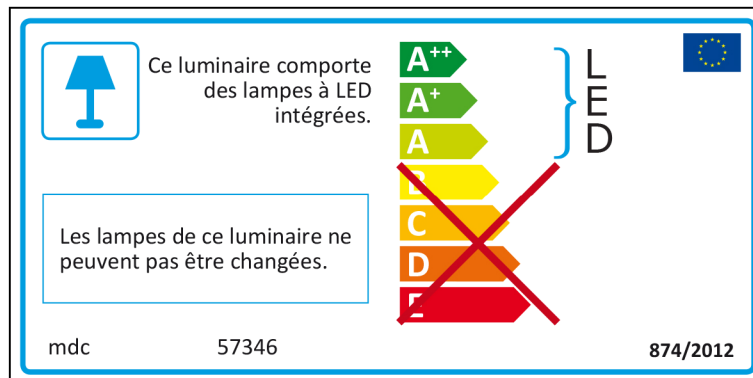 Ce luminaire comporte
des lampes à LED
intégrées.
A++
A+
A
B
C
D
E
LED
Les lampes de ce luminaire ne
peuvent pas être changées.
mdc 57346
874/2012